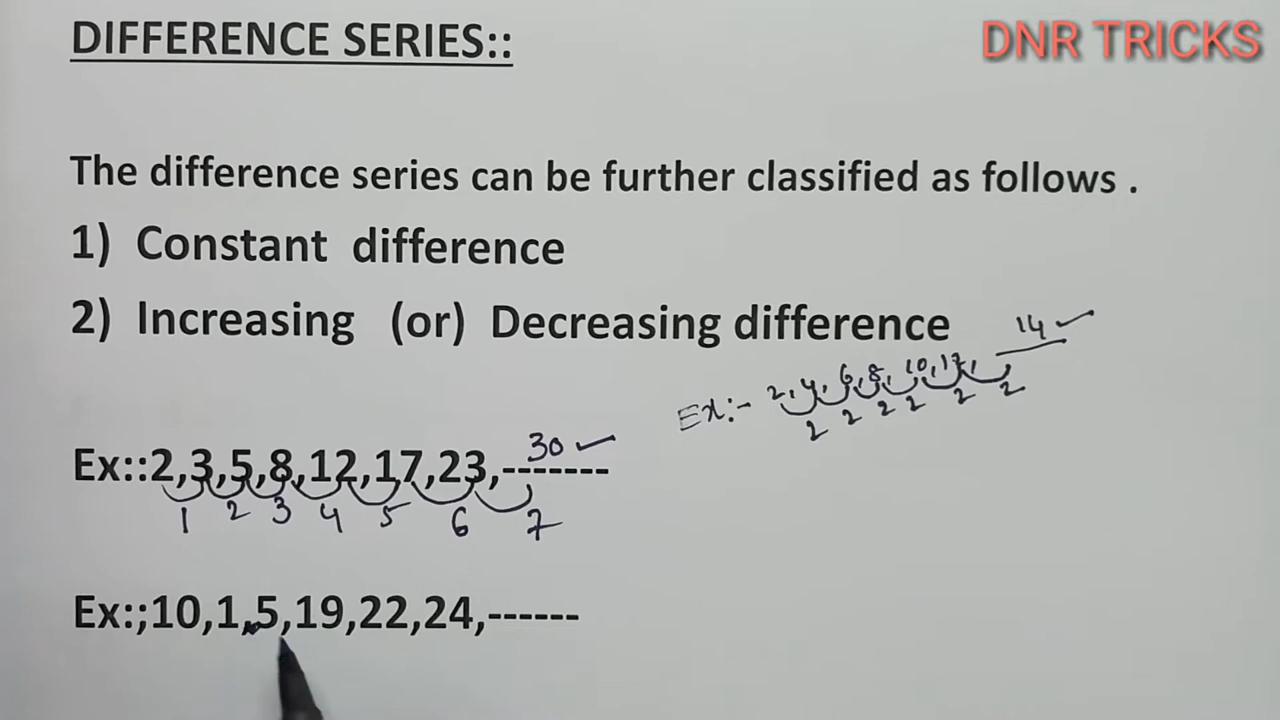 DIFFERENCE SERIES::
DNR TRICKS
The difference series can be further classified as follows .
1) Constant difference
2) Increasing (or) Decreasing difference
14
Ex:- 2, 4, 6, 8, 10, 12,
2 2 2 2 2 2
30
Ex::2,3,5,8,12,17,23,-------
1 2 3 4 5 6 7
Ex:;10,1,5,19,22,24,------